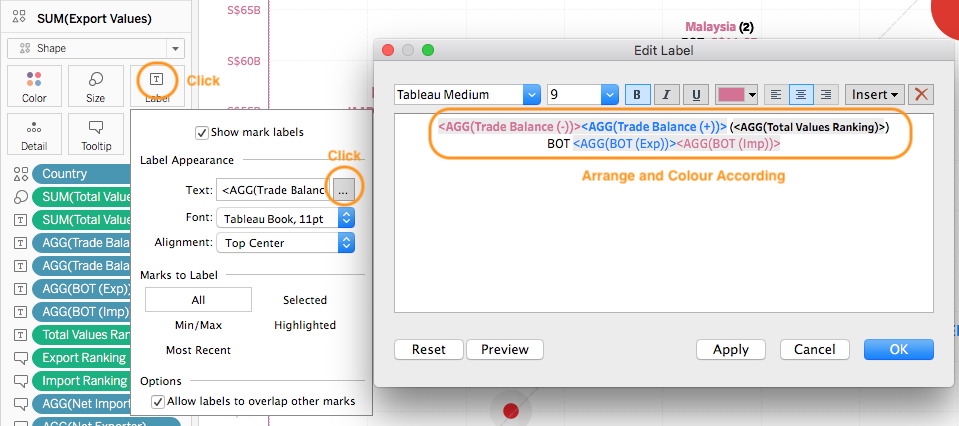 SUM(Export Values)
Shape
Color
Size
Label
Click
Detail
Tooltip
Country
SUM(Total Value
SUM(Total Value
AGG(Trade Bala
AGG(Trade Bala
AGG(BOT (Exp))
AGG(BOT (Imp)
Total Values Ran
Export Ranking
Import Ranking
AGG(Net Import
AGG(Net Exporter)
Show mark labels
Label Appearance
Click
Text: <AGG(Trade Balanc ...
Font: Tableau Book, 11pt
Alignment: Top Center
Marks to Label
All Selected
Min/Max Highlighted
Most Recent
Options
Allow labels to overlap other marks
S$65B
S$60B
S$55B
Malaysia (2)
Edit Label
Tableau Medium 9 B I U Insert
<AGG(Trade Balance (-))><AGG(Trade Balance (+))> (<AGG(Total Values Ranking)>)
BOT <AGG(BOT (Exp))><AGG(BOT (Imp))>
Arrange and Colour According
Reset Preview Apply Cancel OK